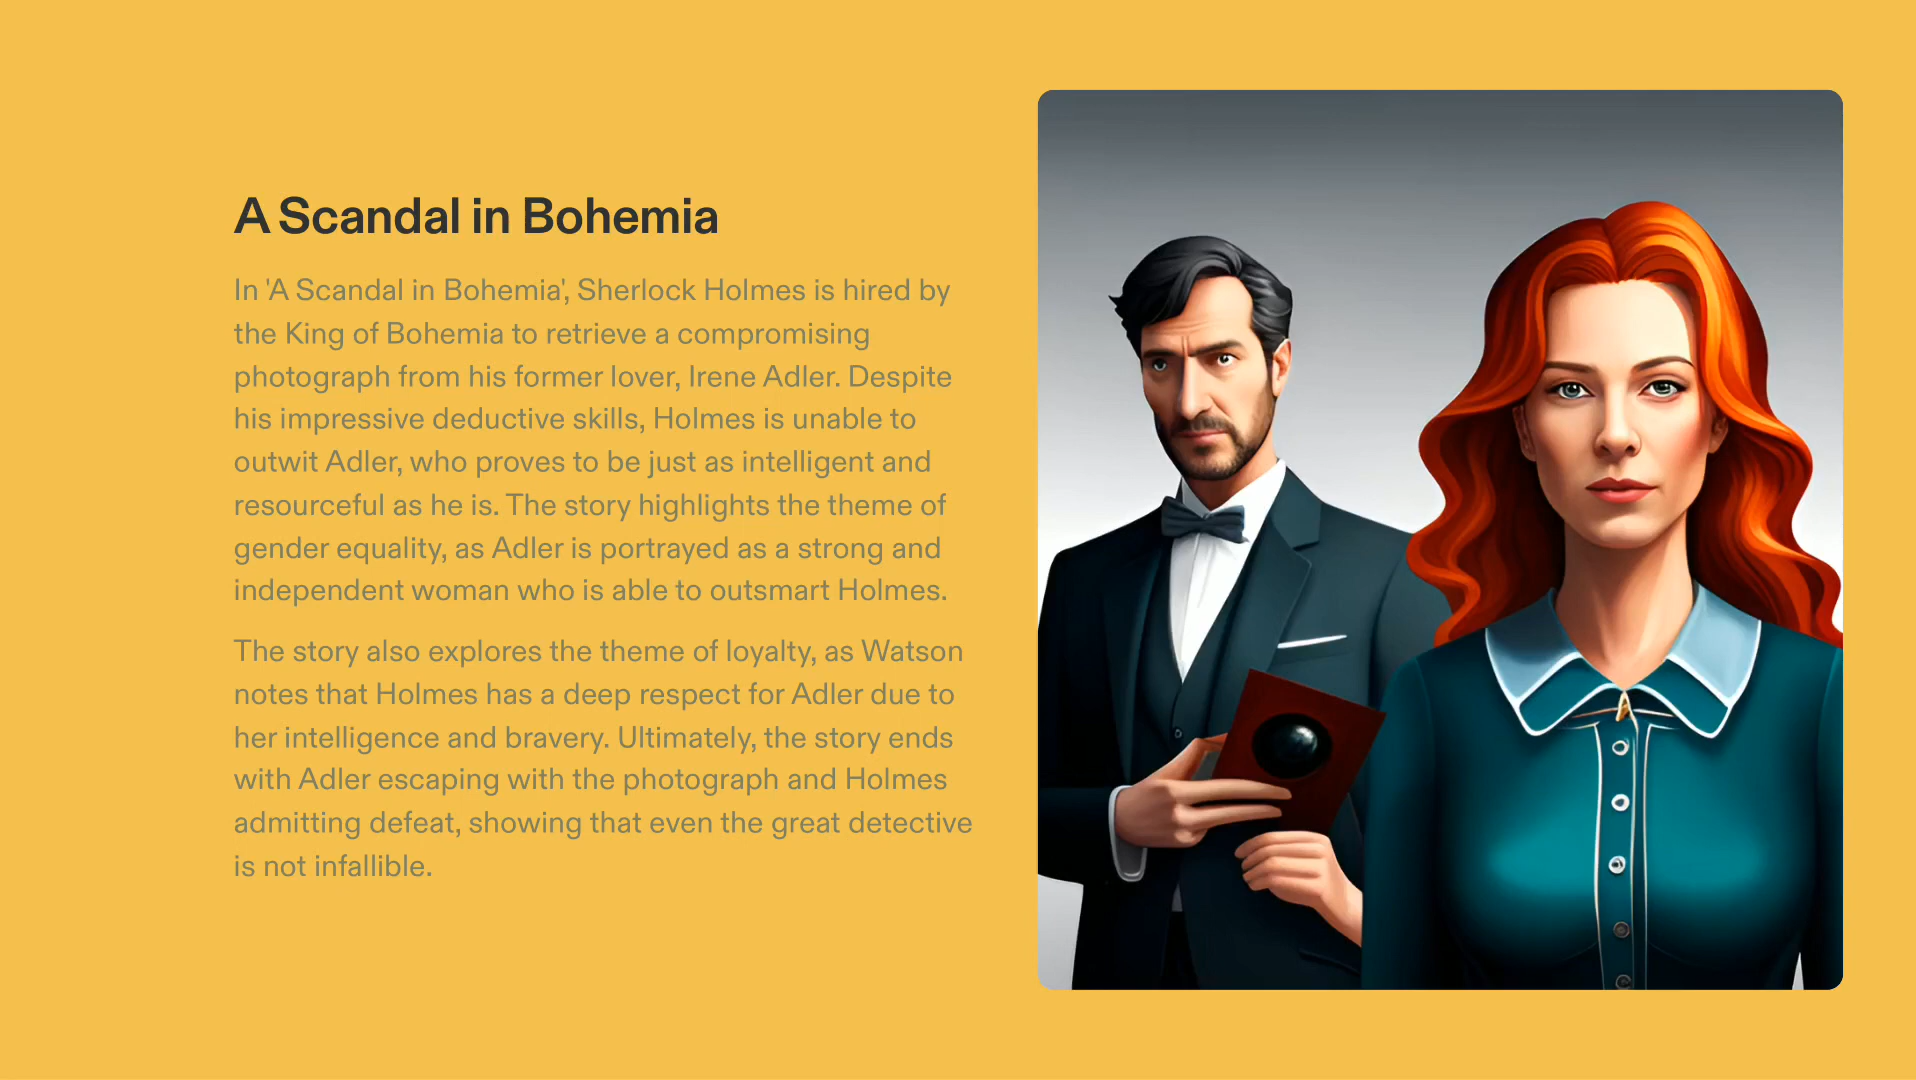 A Scandal in Bohemia
In 'A Scandal in Bohemia', Sherlock Holmes is hired by
the King of Bohemia to retrieve a compromising
photograph from his former lover, Irene Adler. Despite
his impressive deductive skills, Holmes is unable to
outwit Adler, who proves to be just as intelligent and
resourceful as he is. The story highlights the theme of
gender equality, as Adler is portrayed as a strong and
independent woman who is able to outsmart Holmes.
The story also explores the theme of loyalty, as Watson
notes that Holmes has a deep respect for Adler due to
her intelligence and bravery. Ultimately, the story ends
with Adler escaping with the photograph and Holmes
admitting defeat, showing that even the great detective
is not infallible.